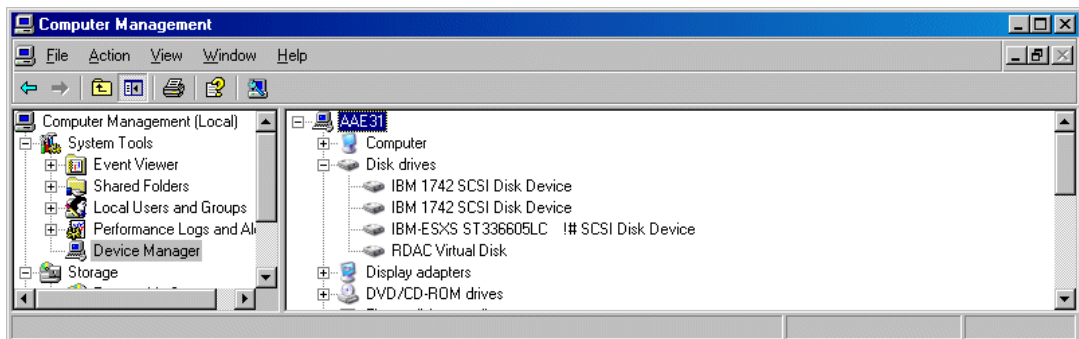 Computer Management
File Action View Window Help
Computer Management (Local)
System Tools
Event Viewer
Shared Folders
Local Users and Groups
Performance Logs and Al
Device Manager
Storage
AAE31
Computer
Disk drives
IBM 1742 SCSI Disk Device
IBM 1742 SCSI Disk Device
IBM-ESXS ST336605LC !# SCSI Disk Device
RDAC Virtual Disk
Display adapters
DVD/CD-ROM drives